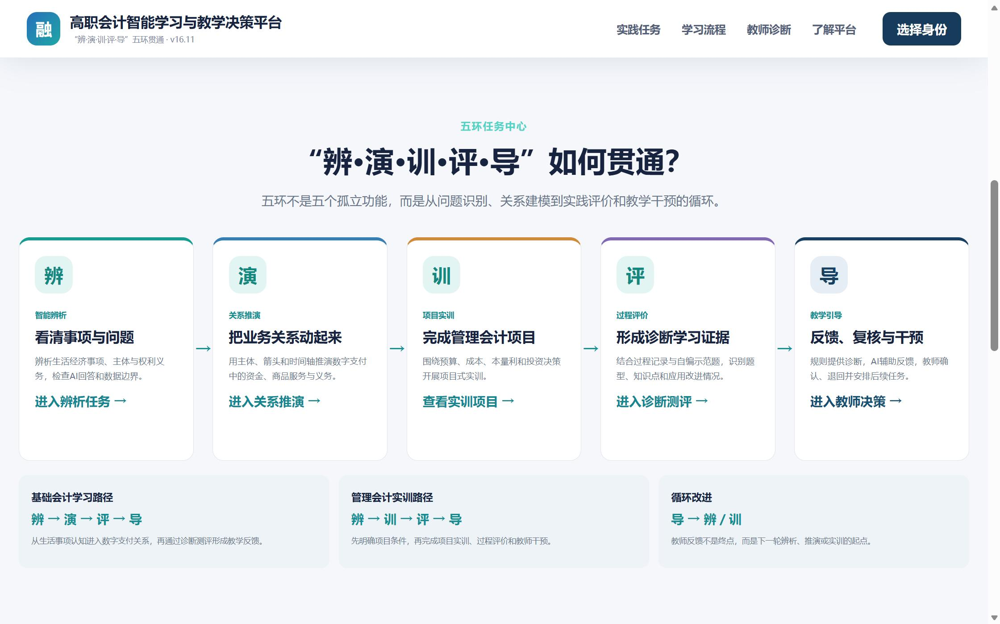 融
高职会计智能学习与教学决策平台
“辨·演·训·评·导”五环贯通 · v16.11
实践任务
学习流程
教师诊断
了解平台
选择身份
五环任务中心
“辨·演·训·评·导”如何贯通？
五环不是五个孤立功能，而是从问题识别、关系建模到实践评价和教学干预的循环。
辨
智能辨析
看清事项与问题
辨析生活经济事项、主体与权利义
务，检查AI回答和数据边界。
进入辨析任务 →
→
演
关系推演
把业务关系动起来
用主体、箭头和时间轴推演数字支付
中的资金、商品服务与义务。
进入关系推演 →
→
训
项目实训
完成管理会计项目
围绕预算、成本、本量利和投资决策
开展项目式实训。
查看实训项目 →
→
评
过程评价
形成诊断学习证据
结合过程记录与自编示范题，识别题
型、知识点和应用改进情况。
进入诊断测评 →
→
导
教学引导
反馈、复核与干预
规则提供诊断，AI辅助反馈，教师确
认、退回并安排后续任务。
进入教师决策 →
基础会计学习路径
辨 → 演 → 评 → 导
从生活事项认知进入数字支付关系，再通过诊断测评形成教学反馈。
管理会计实训路径
辨 → 训 → 评 → 导
先明确项目条件，再完成项目实训、过程评价和教师干预。
循环改进
导 → 辨 / 训
教师反馈不是终点，而是下一轮辨析、推演或实训的起点。